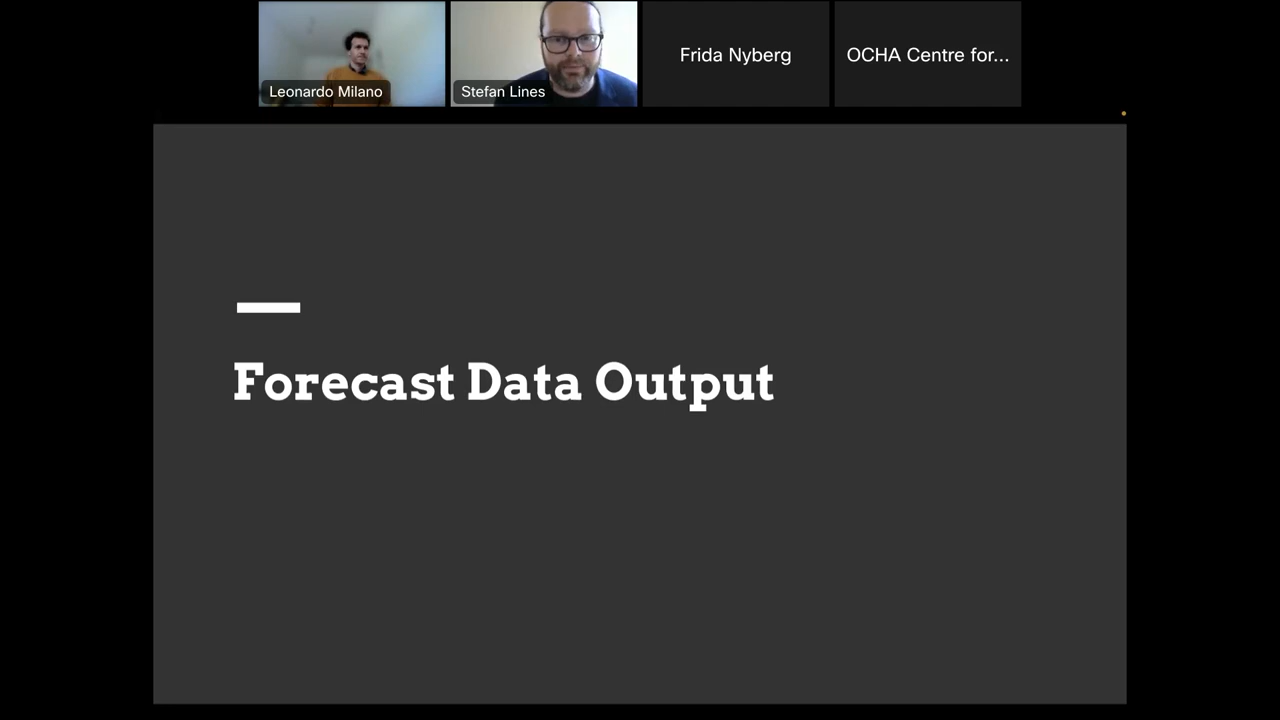 Leonardo Milano
Stefan Lines
Frida Nyberg
OCHA Centre for...
Forecast Data Output